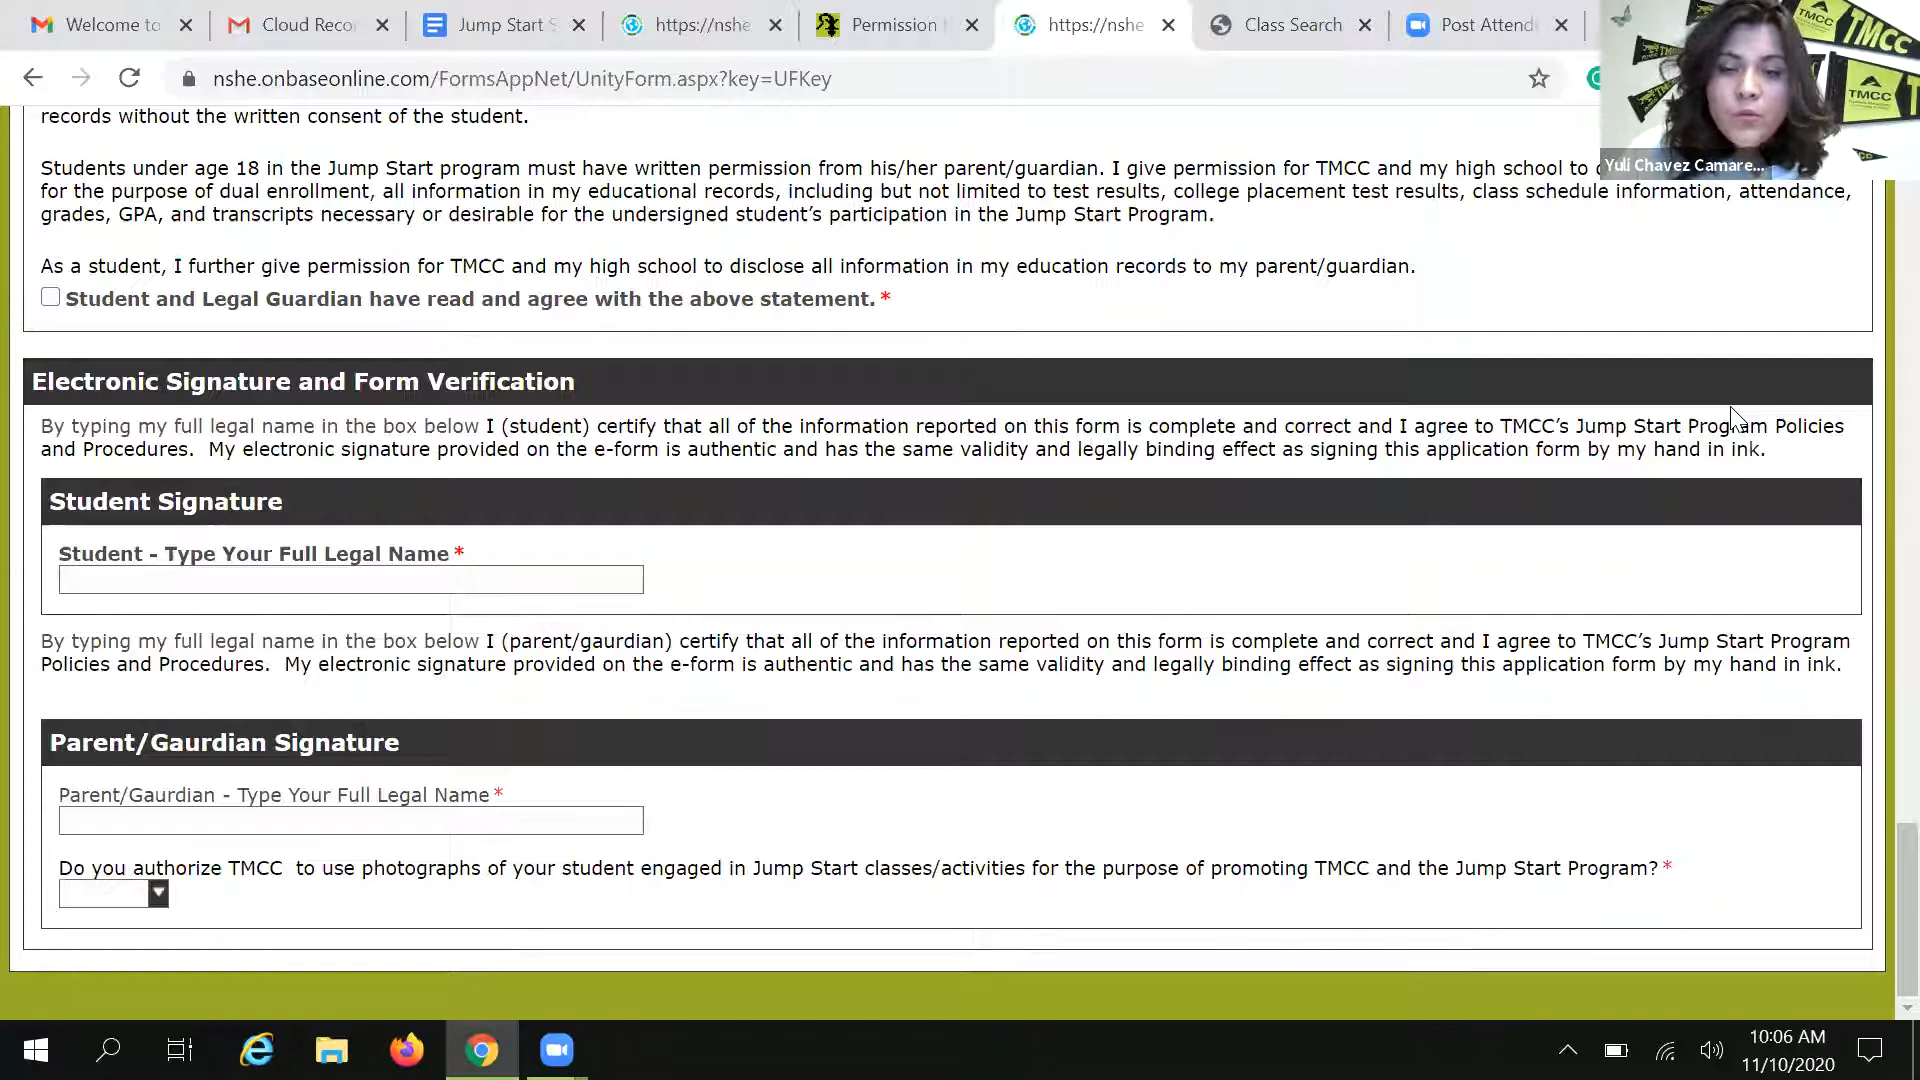 Welcome to
Cloud Reco
Jump Start S
https://nshe
Permission
https://nshe
Class Search
Post Attend
nshe.onbaseonline.com/FormsAppNet/UnityForm.aspx?key=UFKey
TMCC
TMCC
TMCC
Yuli Chavez Camare...
records without the written consent of the student.
Students under age 18 in the Jump Start program must have written permission from his/her parent/guardian. I give permission for TMCC and my high school to
for the purpose of dual enrollment, all information in my educational records, including but not limited to test results, college placement test results, class schedule information, attendance,
grades, GPA, and transcripts necessary or desirable for the undersigned student's participation in the Jump Start Program.
As a student, I further give permission for TMCC and my high school to disclose all information in my education records to my parent/guardian.
Student and Legal Guardian have read and agree with the above statement. *
Electronic Signature and Form Verification
By typing my full legal name in the box below I (student) certify that all of the information reported on this form is complete and correct and I agree to TMCC's Jump Start Program Policies
and Procedures. My electronic signature provided on the e-form is authentic and has the same validity and legally binding effect as signing this application form by my hand in ink.
Student Signature
Student - Type Your Full Legal Name *
By typing my full legal name in the box below I (parent/gaurdian) certify that all of the information reported on this form is complete and correct and I agree to TMCC's Jump Start Program
Policies and Procedures. My electronic signature provided on the e-form is authentic and has the same validity and legally binding effect as signing this application form by my hand in ink.
Parent/Gaurdian Signature
Parent/Gaurdian - Type Your Full Legal Name *
Do you authorize TMCC to use photographs of your student engaged in Jump Start classes/activities for the purpose of promoting TMCC and the Jump Start Program? *
10:06 AM
11/10/2020